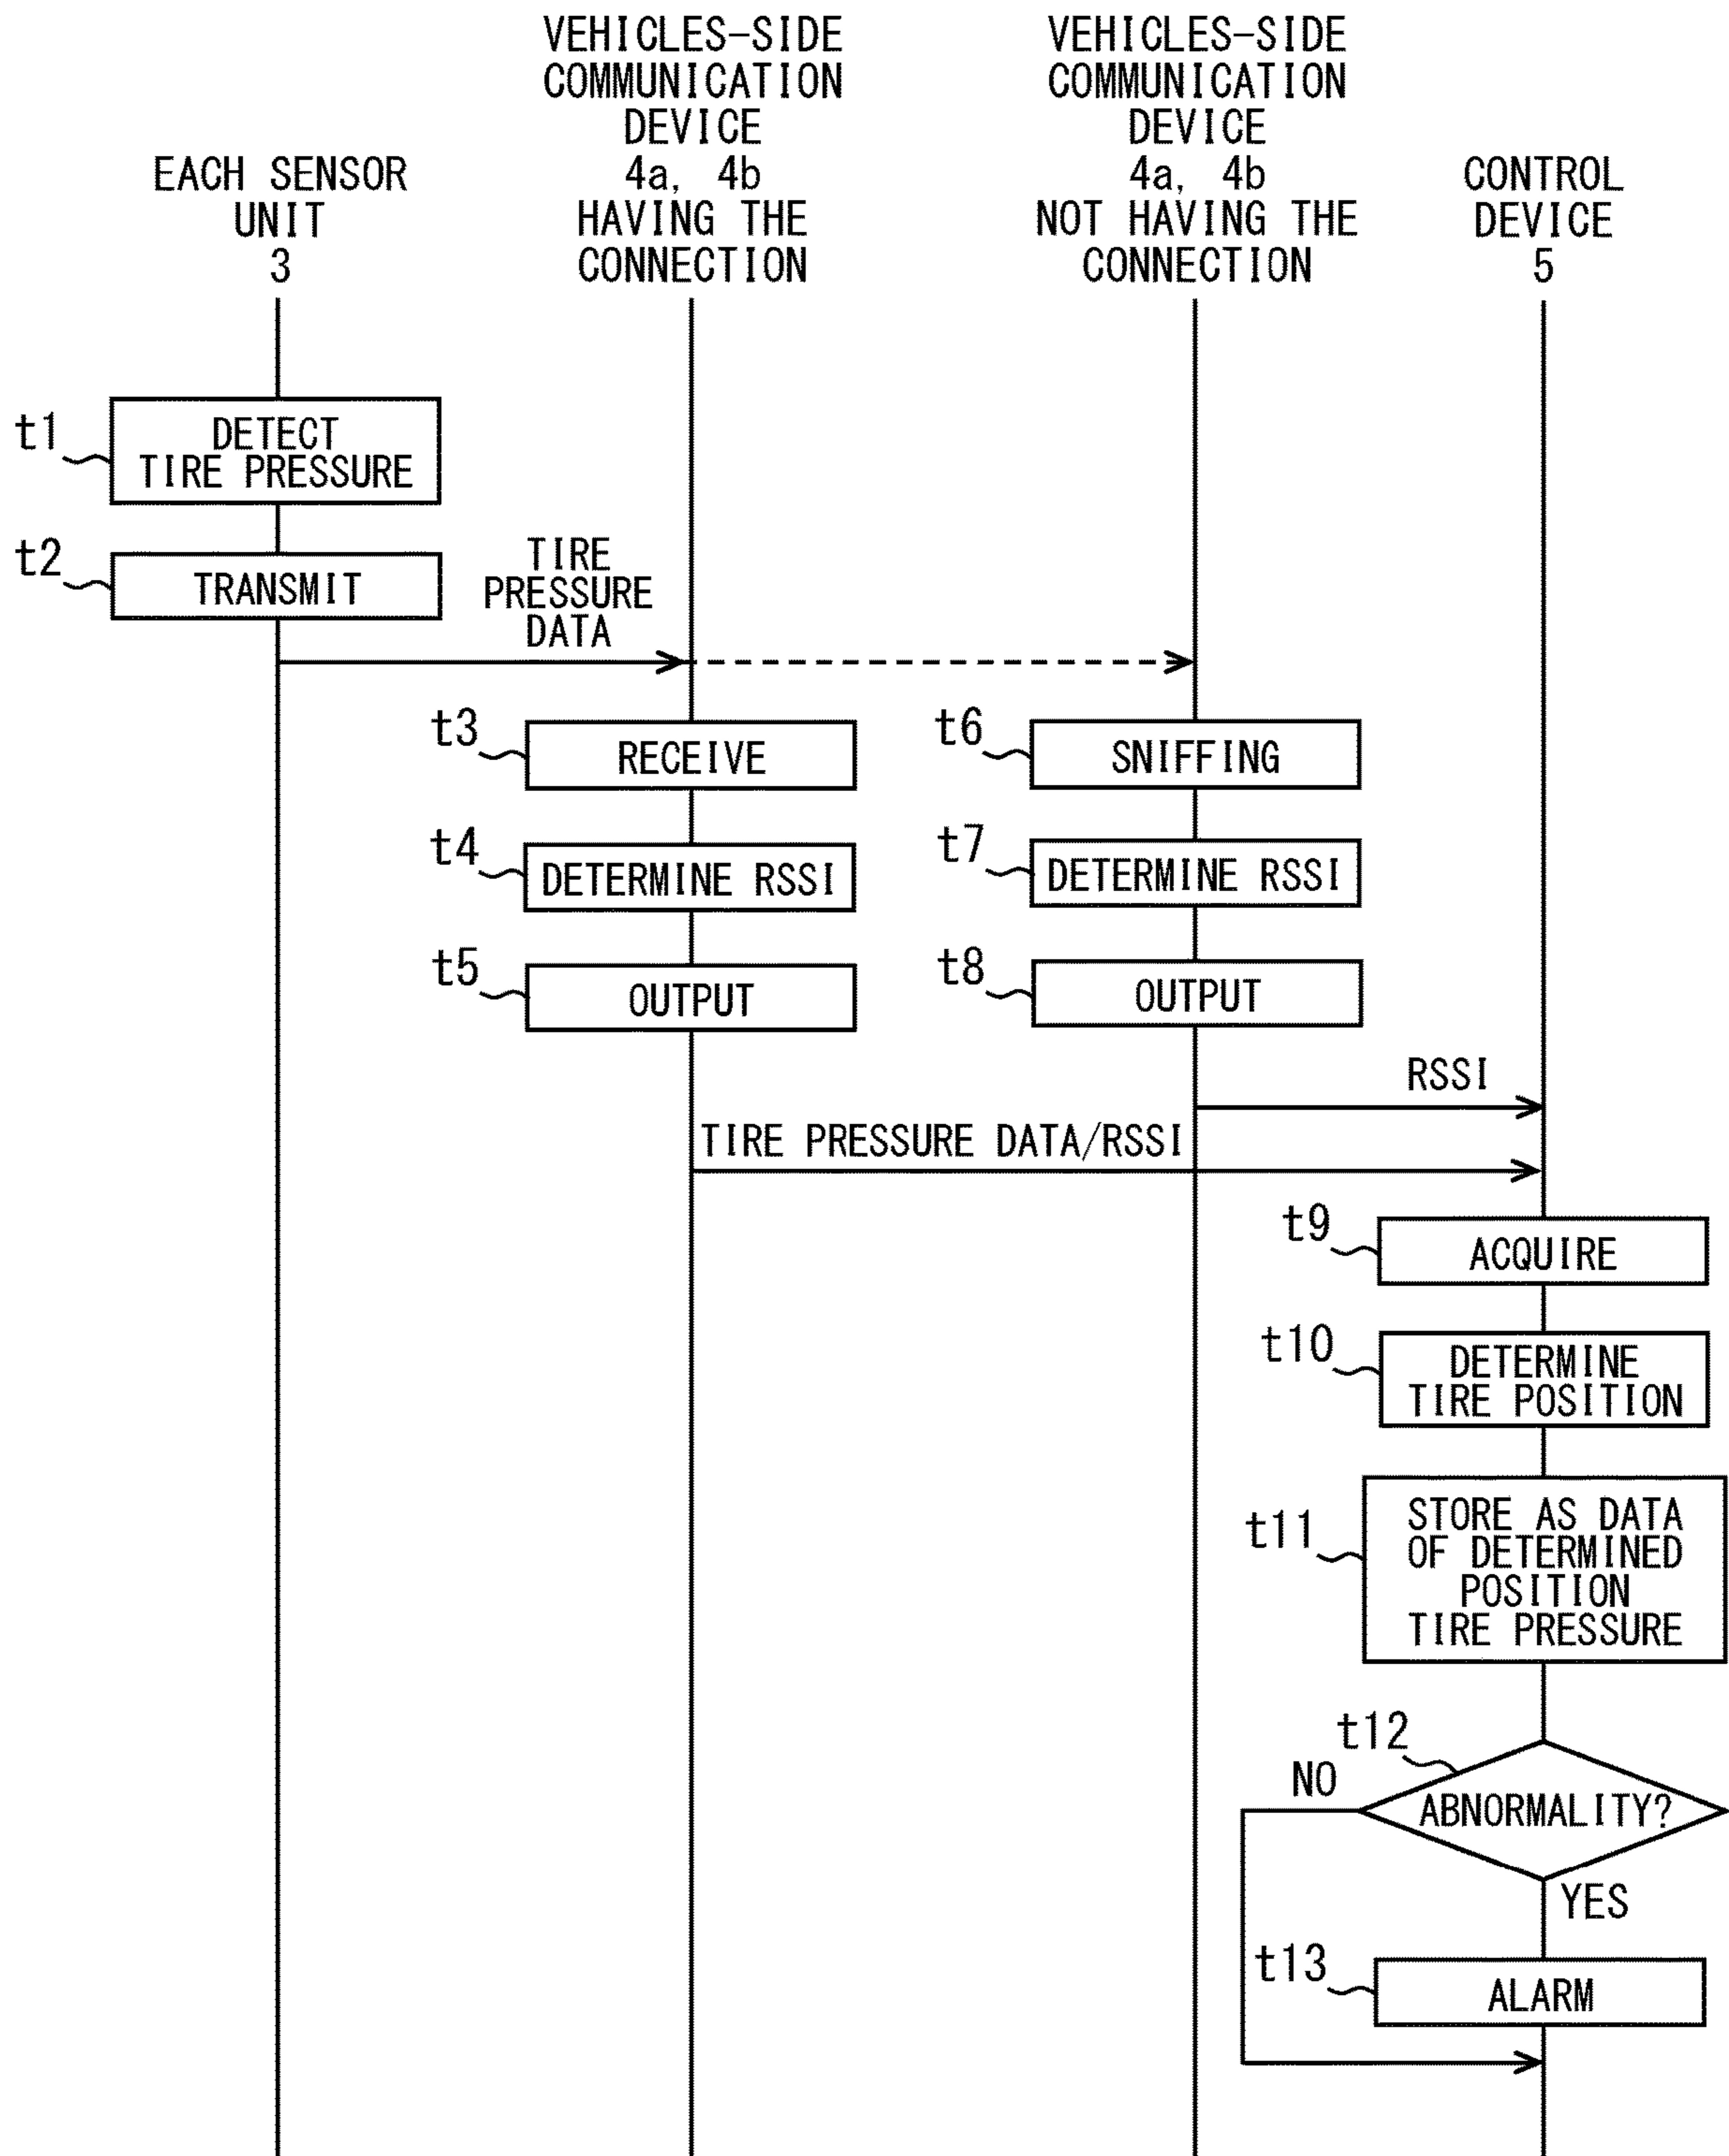 EACH SENSOR
UNIT
3
VEHICLES-SIDE
COMMUNICATION
DEVICE
4a, 4b
HAVING THE
CONNECTION
VEHICLES-SIDE
COMMUNICATION
DEVICE
4a, 4b
NOT HAVING THE
CONNECTION
CONTROL
DEVICE
5
t1
DETECT
TIRE PRESSURE
t2
TRANSMIT
TIRE
PRESSURE
DATA
t3
RECEIVE
t6
SNIFFING
t4
DETERMINE RSSI
t7
DETERMINE RSSI
t5
OUTPUT
t8
OUTPUT
RSSI
TIRE PRESSURE DATA/RSSI
t9
ACQUIRE
t10
DETERMINE
TIRE POSITION
t11
STORE AS DATA
OF DETERMINED
POSITION
TIRE PRESSURE
t12
ABNORMALITY?
NO
YES
t13
ALARM